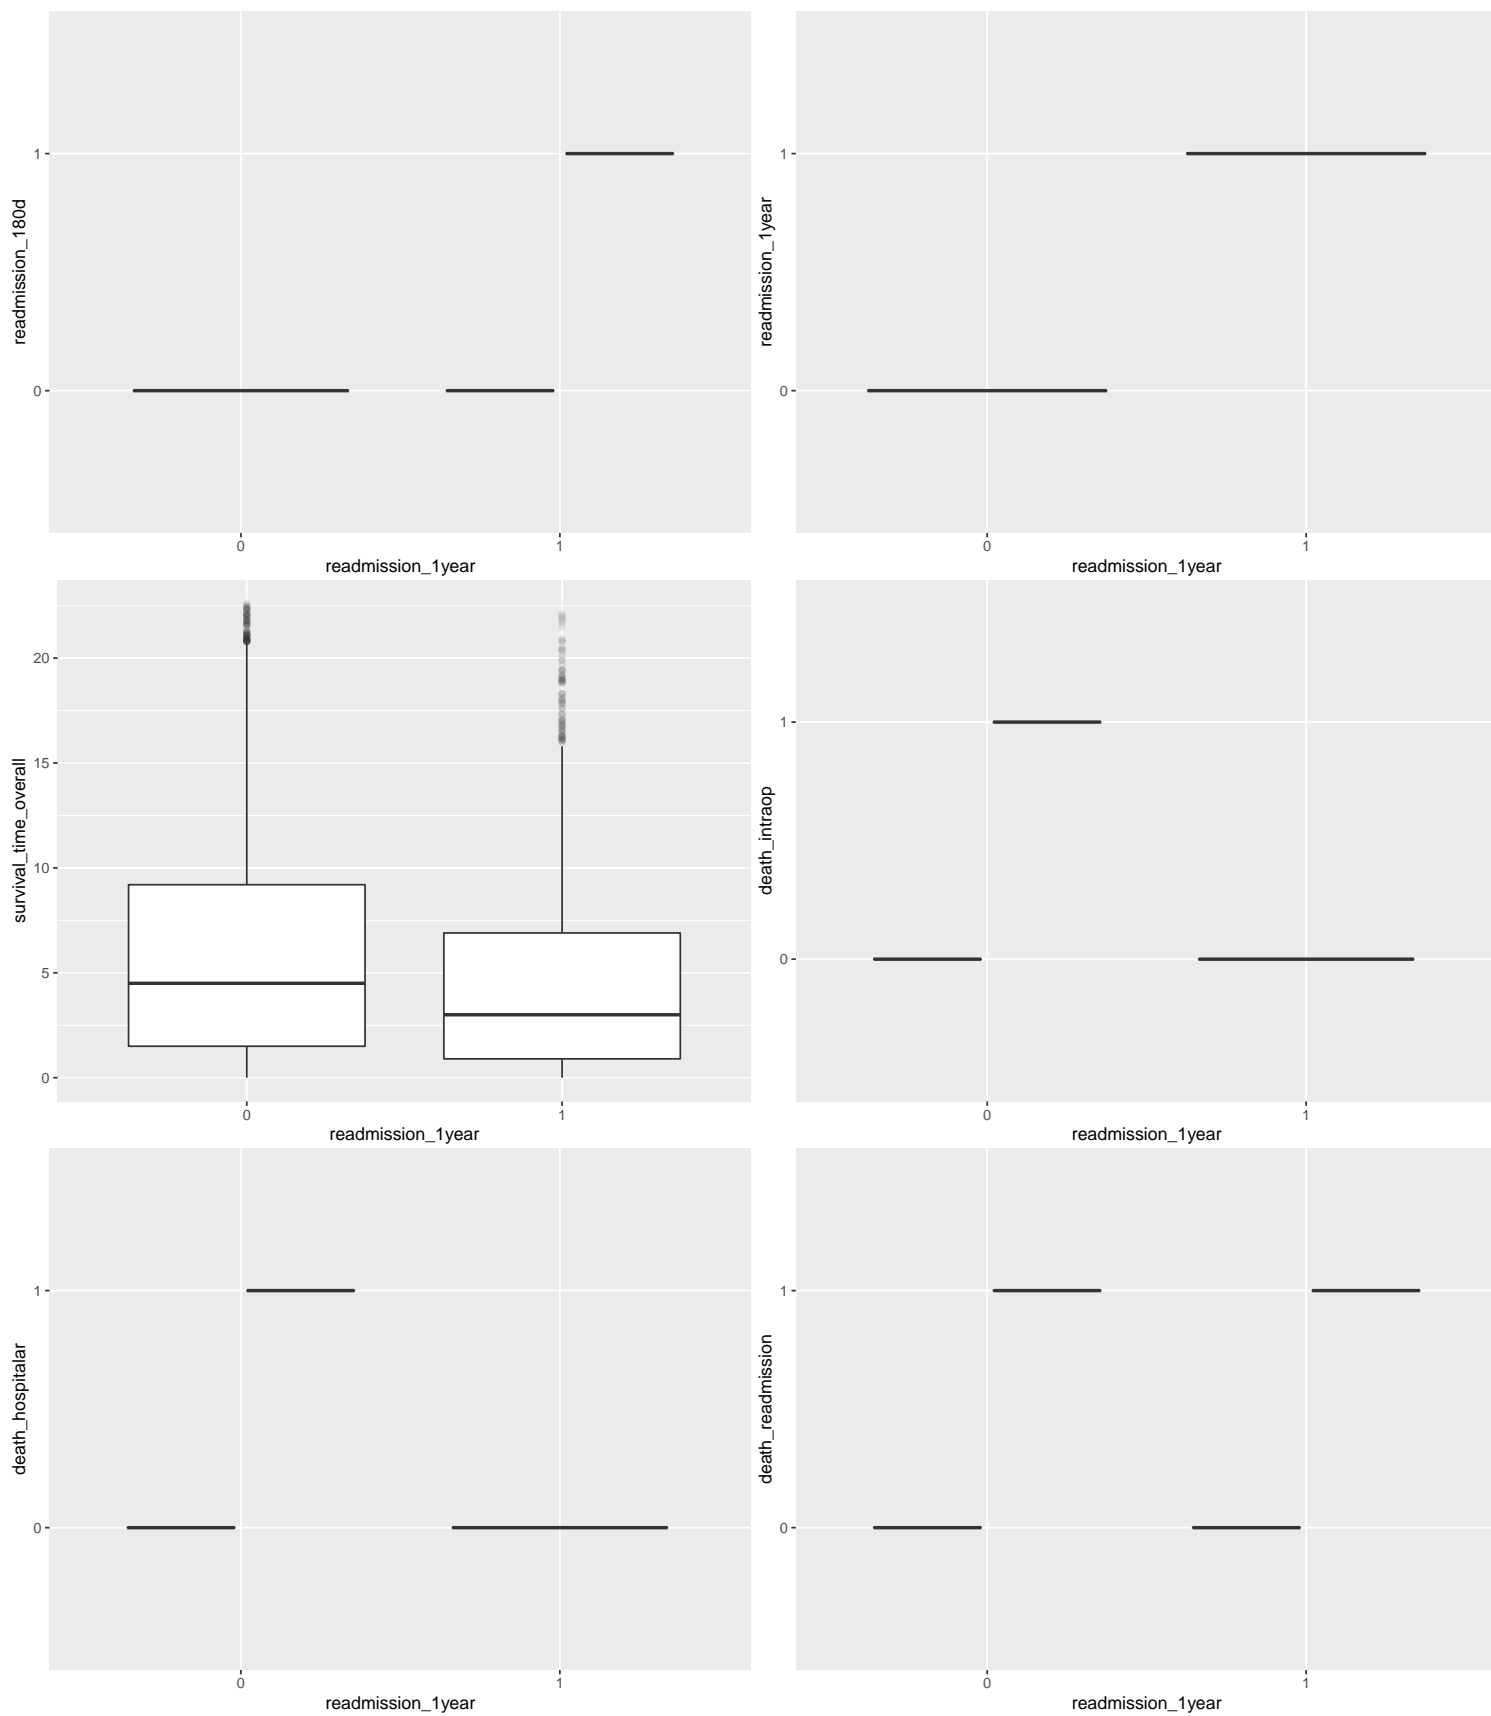 readmission_180d
1
0
0 1
readmission_1year
readmission_1year
1
0
0 1
readmission_1year
survival_time_overall
20
15
10
5
0
0 1
readmission_1year
death_intraop
1
0
0 1
readmission_1year
death_hospitalar
1
0
0 1
readmission_1year
death_readmission
1
0
0 1
readmission_1year